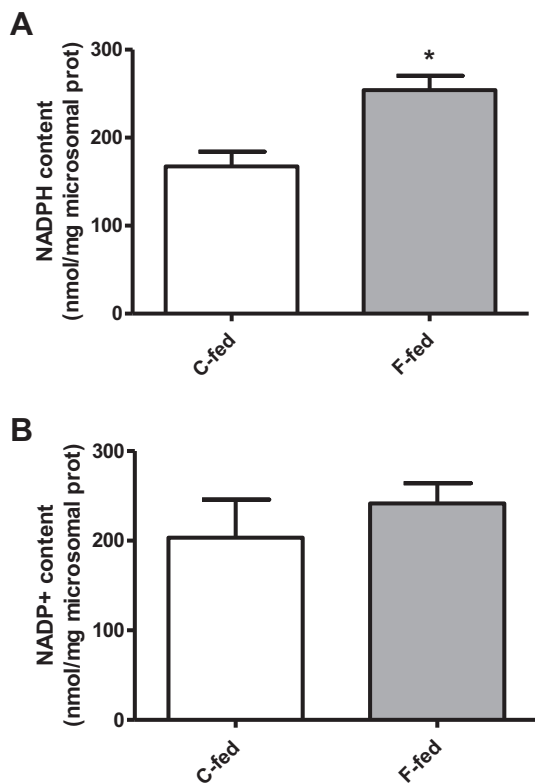 A
NADPH content
(nmol/mg microsomal prot)
300
200
100
0
*
C-fed
F-fed
B
NADP+ content
(nmol/mg microsomal prot)
300
200
100
0
C-fed
F-fed